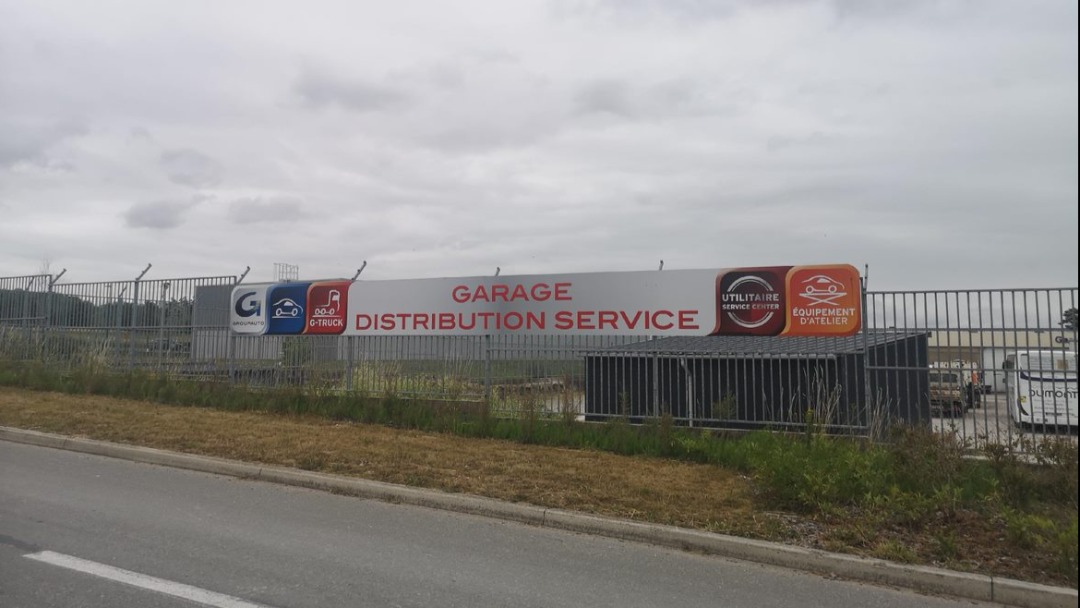 G
GROUPAUTO
G-TRUCK
GARAGE
DISTRIBUTION SERVICE
UTILITAIRE
SERVICE CENTER
ÉQUIPEMENT
D'ATELIER